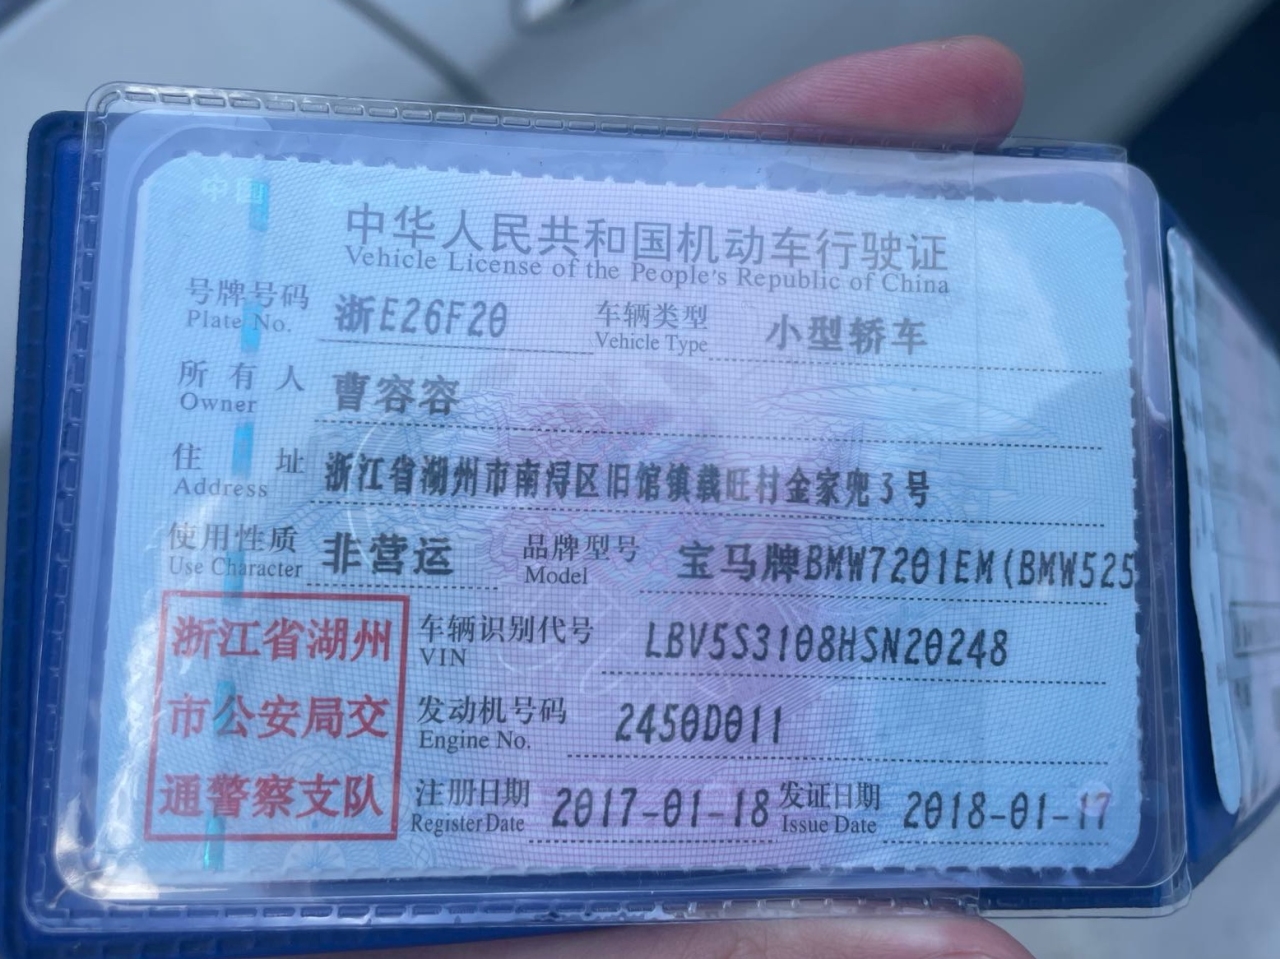 中国
中华人民共和国机动车行驶证
Vehicle License of the People's Republic of China
号牌号码 浙E26F20 车辆类型 小型轿车
Plate No. Vehicle Type
所有人 曹容容
Owner
住址 浙江省湖州市南浔区旧馆镇载旺村金家兜3号
Address
使用性质 非营运 品牌型号 宝马牌BMW7201EM(BMW525
Use Character Model
浙江省湖州
市公安局交
通警察支队
车辆识别代号 LBV5S3108HSN20248
VIN
发动机号码 2450D011
Engine No.
注册日期 2017-01-18 发证日期 2018-01-17
Register Date Issue Date